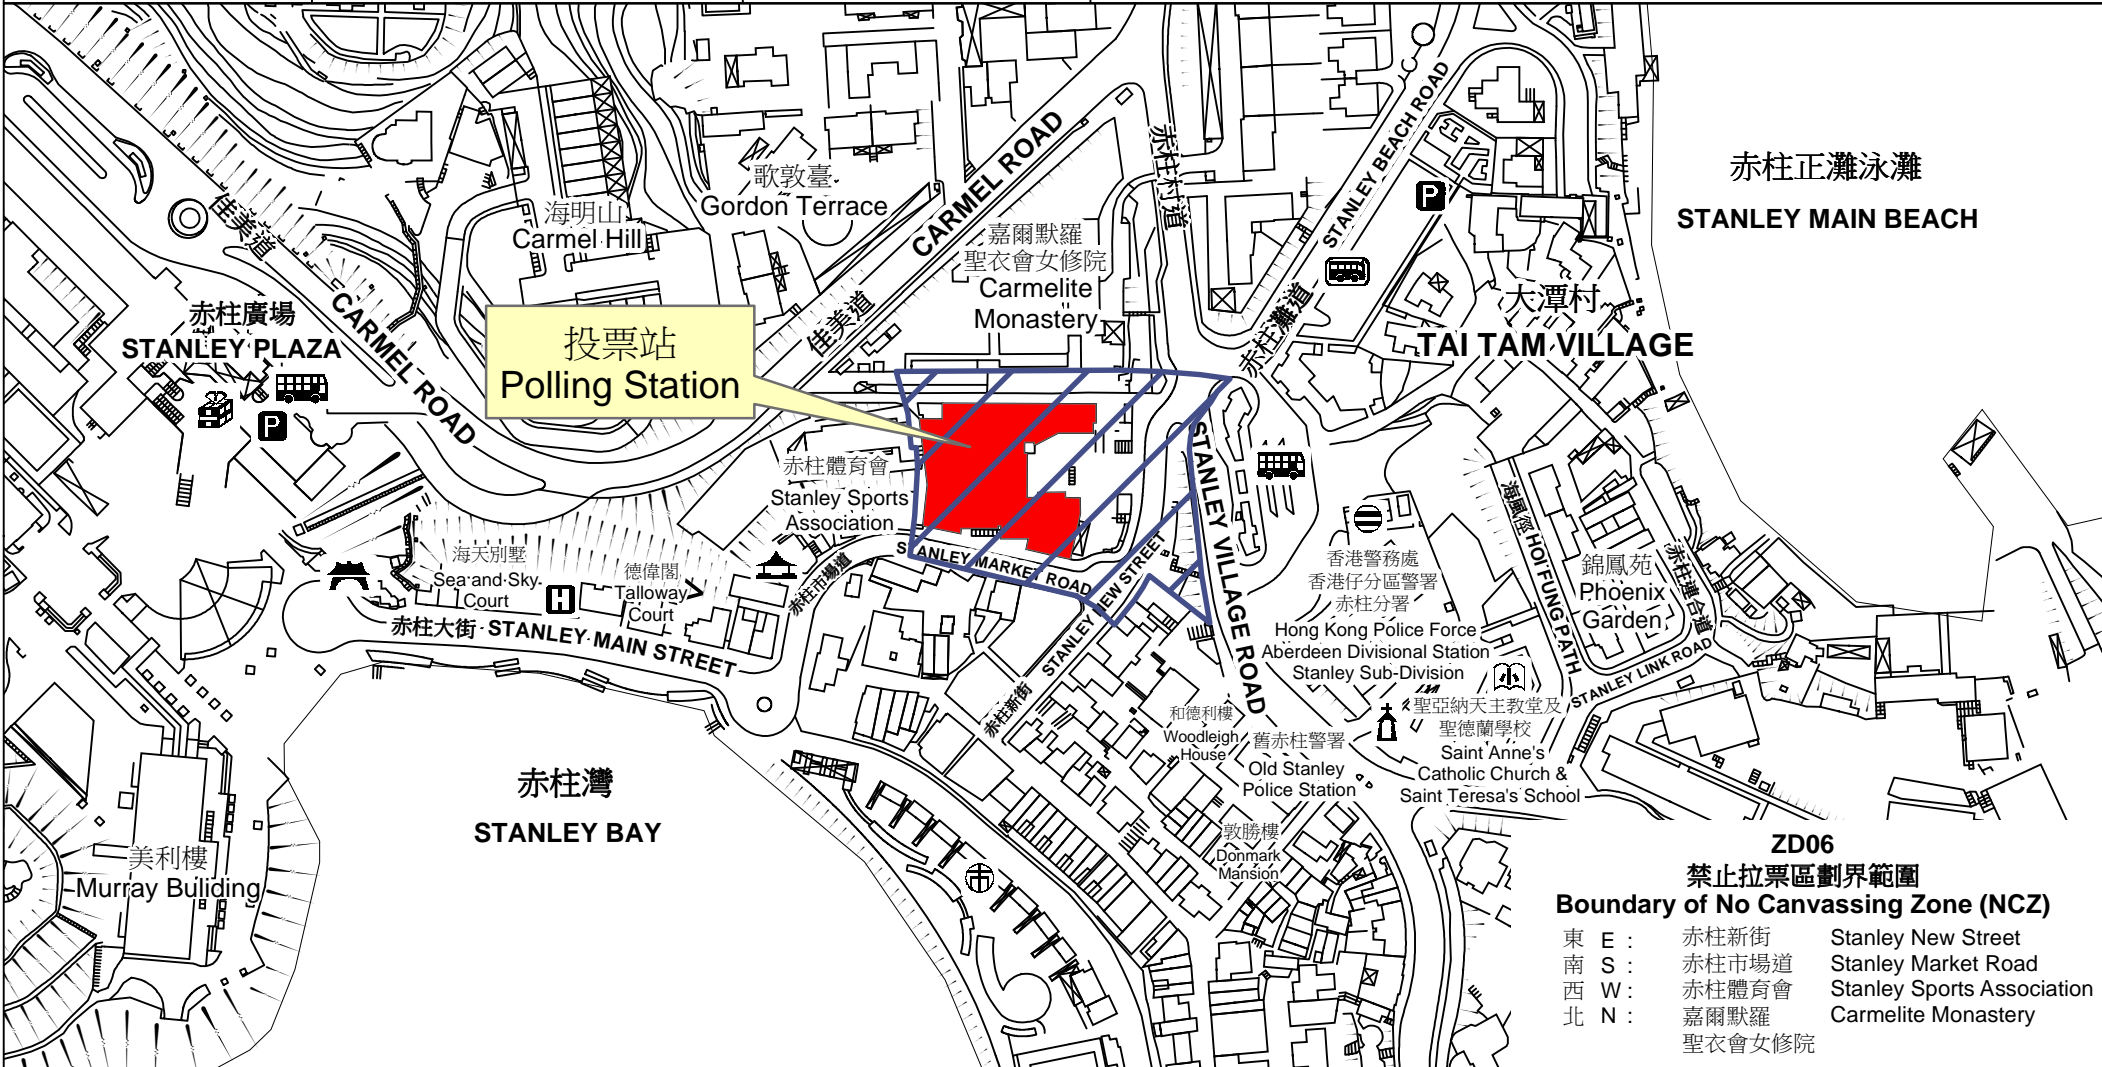 赤柱正灘泳灘
STANLEY MAIN BEACH
歌敦臺
Gordon Terrace
海明山
Carmel Hill
CARMEL ROAD
佳美道
嘉爾默羅
聖衣會女修院
Carmelite
Monastery
赤柱村道
STANLEY BEACH ROAD
赤柱灘道
P
大潭村
TAI TAM VILLAGE
佳美道
CARMEL ROAD
赤柱廣場
STANLEY PLAZA
P
投票站
Polling Station
赤柱體育會
Stanley Sports
Association
STANLEY MARKET ROAD
赤柱市場道
STANLEY NEW STREET
赤柱新街
STANLEY VILLAGE ROAD
海天別墅
Sea and Sky
Court
H
德偉閣
Talloway
Court
赤柱大街 STANLEY MAIN STREET
香港警務處
香港仔分區警署
赤柱分署
Hong Kong Police Force
Aberdeen Divisional Station
Stanley Sub-Division
海風徑 HOI FUNG PATH
錦鳳苑
Phoenix
Garden
赤柱連合道
STANLEY LINK ROAD
聖亞納天主教堂及
聖德蘭學校
Saint Anne's
Catholic Church &
Saint Teresa's School
和德利樓
Woodleigh
House
舊赤柱警署
Old Stanley
Police Station
敦勝樓
Donmark
Mansion
赤柱灣
STANLEY BAY
美利樓
Murray Buliding
ZD06
禁止拉票區劃界範圍
Boundary of No Canvassing Zone (NCZ)
東 E : 赤柱新街 Stanley New Street
南 S : 赤柱市場道 Stanley Market Road
西 W : 赤柱體育會 Stanley Sports Association
北 N : 嘉爾默羅 Carmelite Monastery
聖衣會女修院